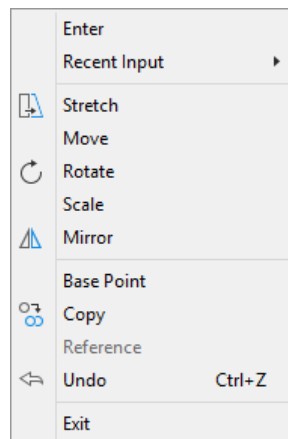 Enter
Recent Input
Stretch
Move
Rotate
Scale
Mirror
Base Point
Copy
Reference
Undo Ctrl+Z
Exit